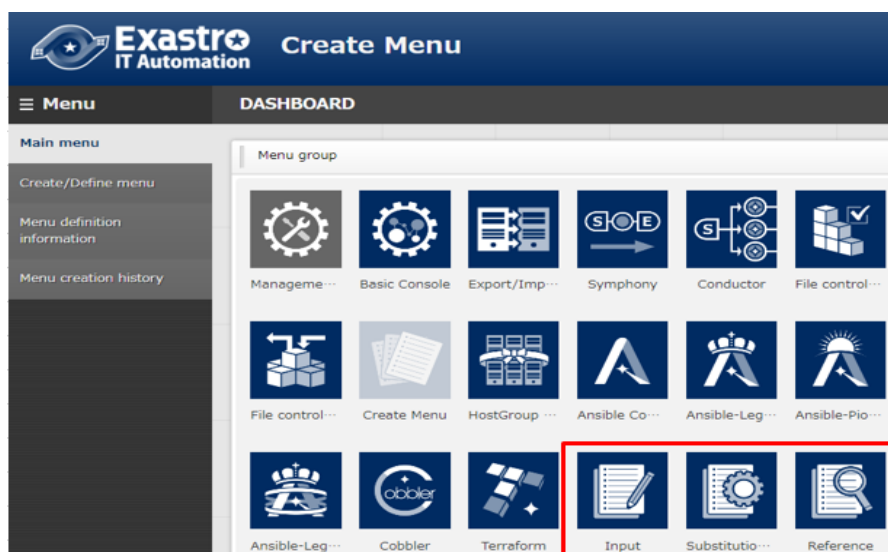 Exastro
IT Automation
Create Menu
Menu
DASHBOARD
Main menu
Create/Define menu
Menu definition
information
Menu creation history
Menu group
S E
S
Manageme···
Basic Console
Export/Imp···
Symphony
Conductor
File control···
File control···
Create Menu
HostGroup ···
Ansible Co···
Ansible-Leg···
Ansible-Pio···
cobbler
Ansible-Leg···
Cobbler
Terraform
Input
Substitutio···
Reference